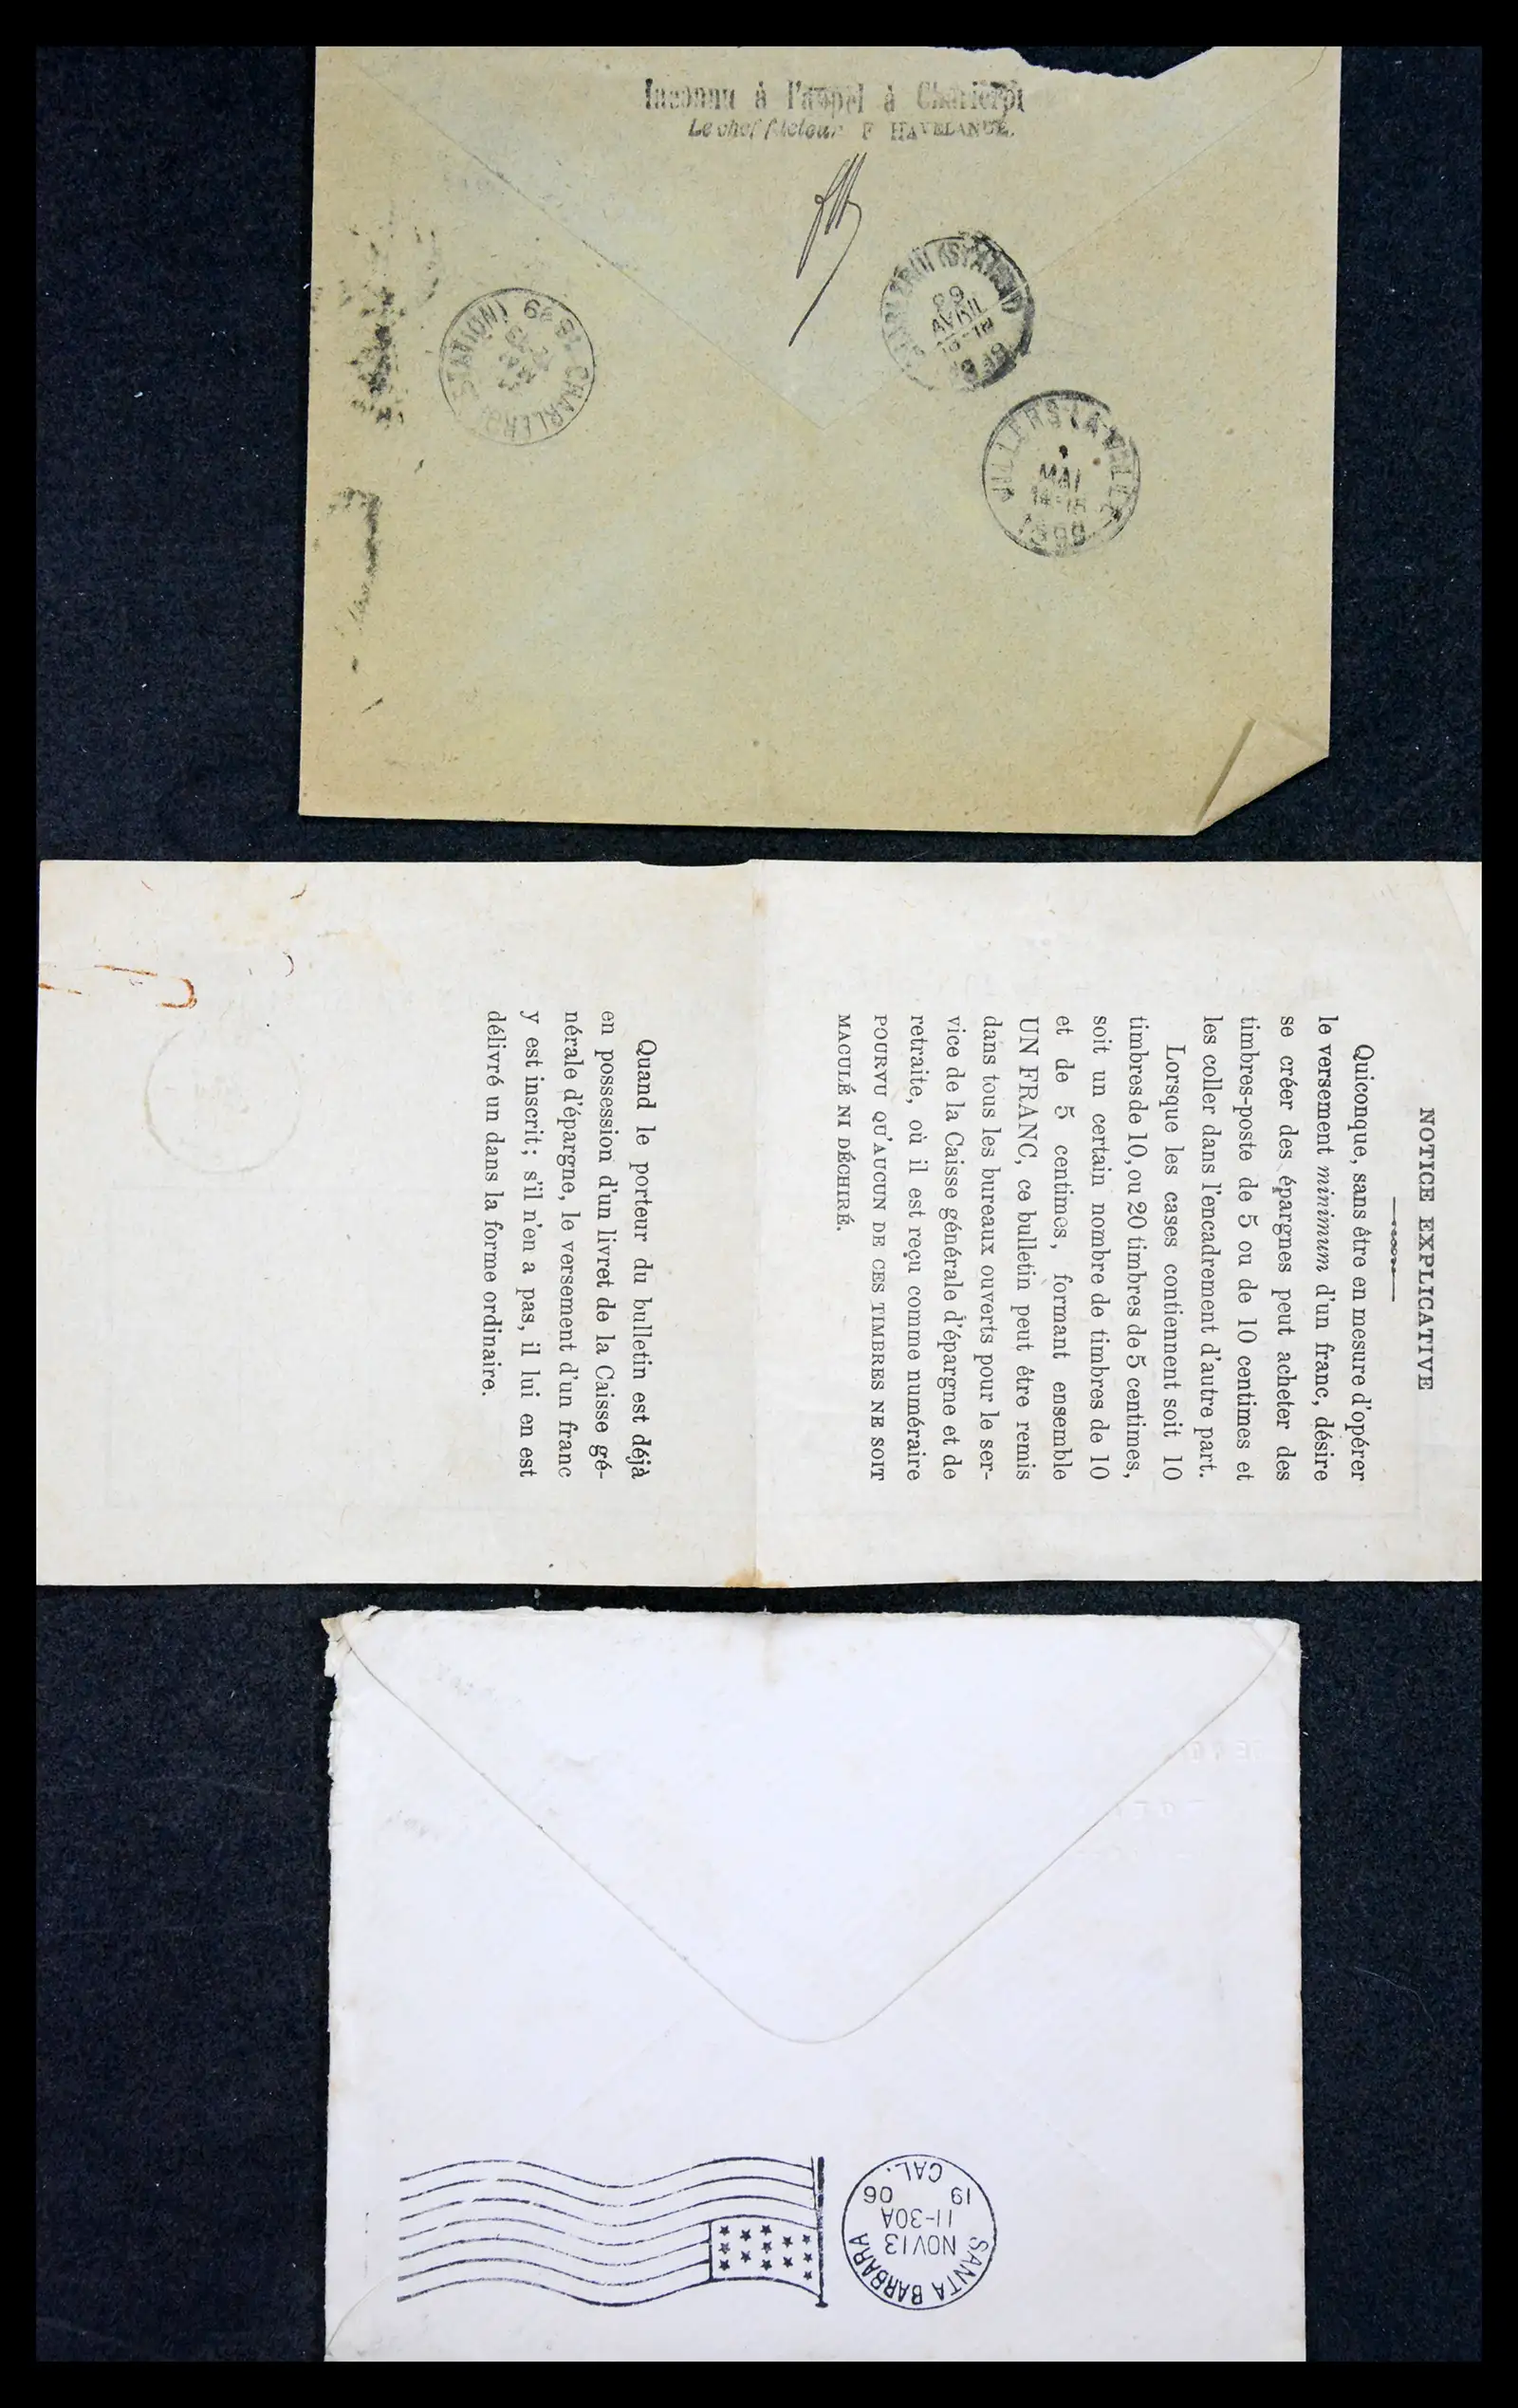 Inconnu à l'appel à Charleroi
Le chef facteur F HAVELANGE.
CHARLEROI (STATION)
AVRIL
VILLERS-LA-VILLE
MAI
CHARLEROI (STATION)
NOTICE EXPLICATIVE
Quiconque, sans être en mesure d'opérer
le versement minimum d'un franc, désire
se créer des épargnes peut acheter des
timbres-poste de 5 ou de 10 centimes et
les coller dans l'encadrement d'autre part.
Lorsque les cases contiennent soit 10
timbres de 10, ou 20 timbres de 5 centimes,
soit un certain nombre de timbres de 10
et de 5 centimes, formant ensemble
UN FRANC, ce bulletin peut être remis
dans tous les bureaux ouverts pour le ser-
vice de la Caisse générale d'épargne et de
retraite, où il est reçu comme numéraire
POURVU QU'AUCUN DE CES TIMBRES NE SOIT
MACULÉ NI DÉCHIRÉ.
Quand le porteur du bulletin est déjà
en possession d'un livret de la Caisse gé-
nérale d'épargne, le versement d'un franc
y est inscrit ; s'il n'en a pas, il lui en est
délivré un dans la forme ordinaire.
SANTA BARBARA
NOV 13
11-30A
19 06
CAL.